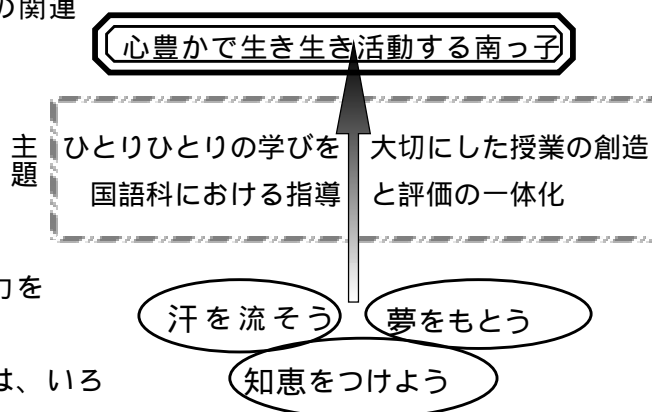 の関連
心豊かで生き生き活動する南っ子
主題
ひとりひとりの学びを 大切にした授業の創造
国語科における指導 と評価の一体化
力を
汗を流そう 夢をもとう
は、いろ
知恵をつけよう